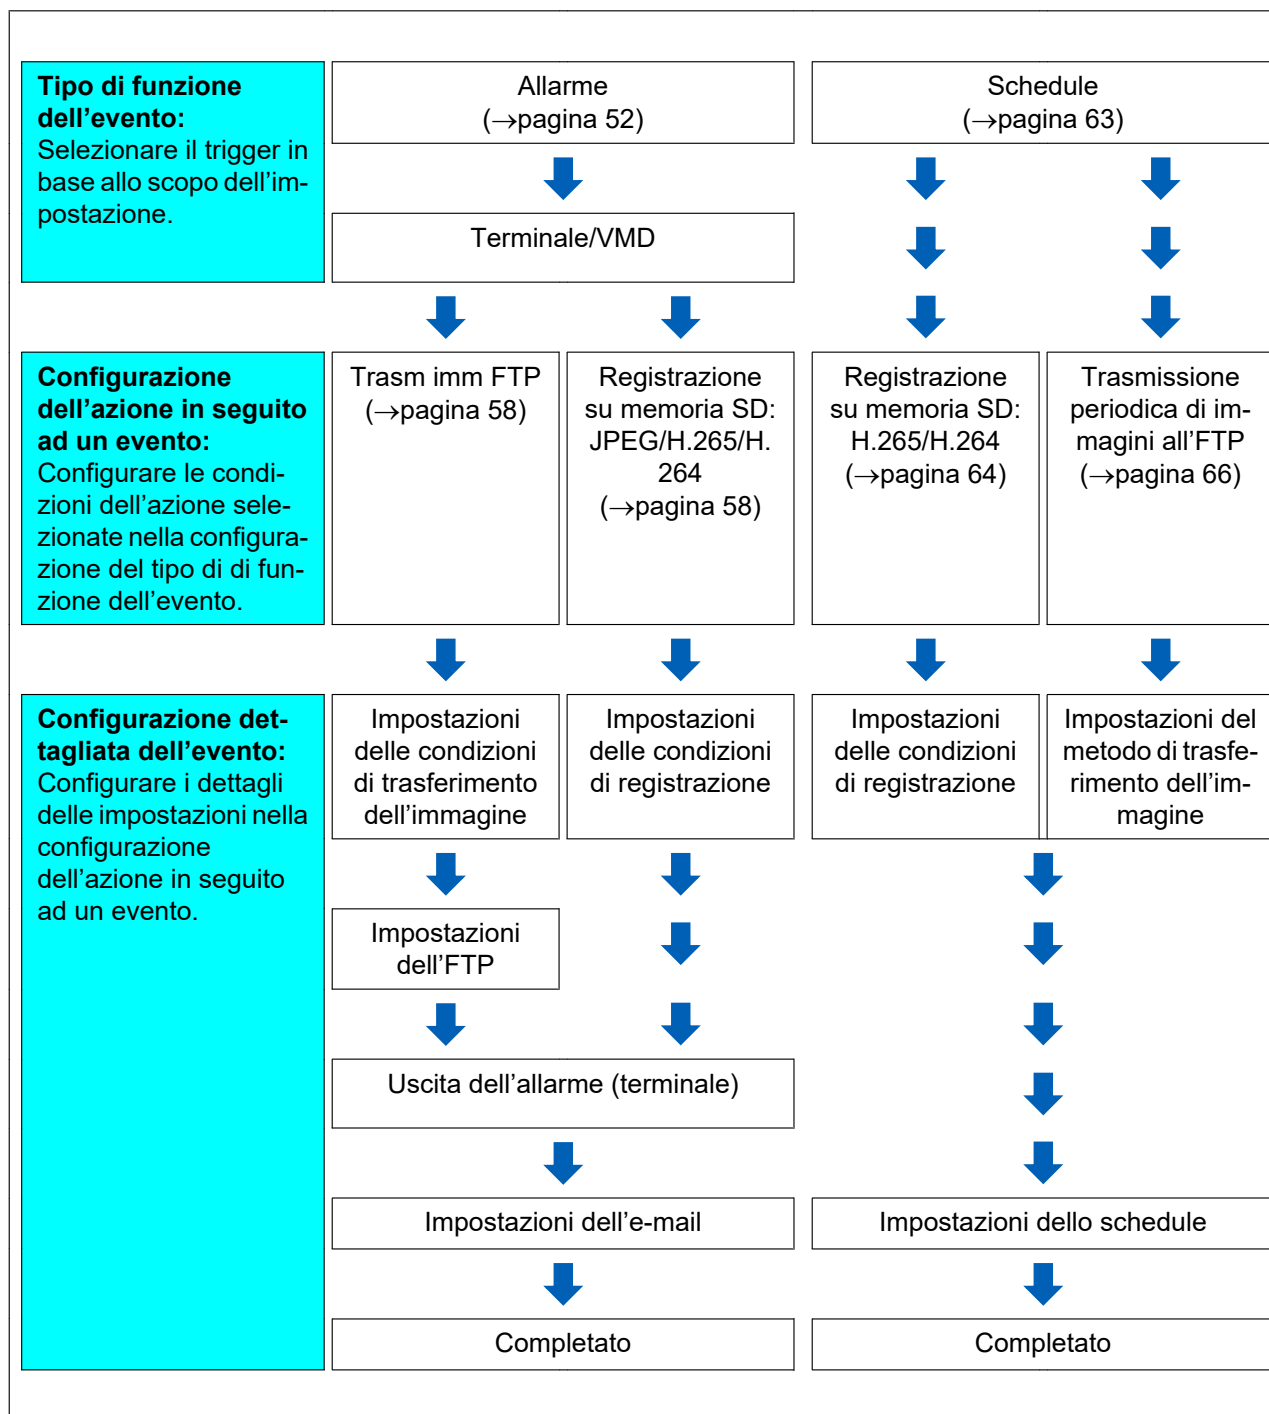 Tipo di funzione
dell’evento:
Selezionare il trigger in
base allo scopo dell’im-
postazione.
Allarme
(→pagina 52)
Schedule
(→pagina 63)
Terminale/VMD
Configurazione
dell’azione in seguito
ad un evento:
Configurare le condi-
zioni dell’azione sele-
zionate nella configura-
zione del tipo di di fun-
zione dell’evento.
Trasm imm FTP
(→pagina 58)
Registrazione
su memoria SD:
JPEG/H.265/H.
264
(→pagina 58)
Registrazione
su memoria SD:
H.265/H.264
(→pagina 64)
Trasmissione
periodica di im-
magini all’FTP
(→pagina 66)
Configurazione det-
tagliata dell’evento:
Configurare i dettagli
delle impostazioni nella
configurazione
dell’azione in seguito
ad un evento.
Impostazioni
delle condizioni
di trasferimento
dell’immagine
Impostazioni
delle condizioni
di registrazione
Impostazioni
delle condizioni
di registrazione
Impostazioni del
metodo di trasfe-
rimento dell’im-
magine
Impostazioni
dell’FTP
Uscita dell’allarme (terminale)
Impostazioni dell’e-mail
Impostazioni dello schedule
Completato
Completato